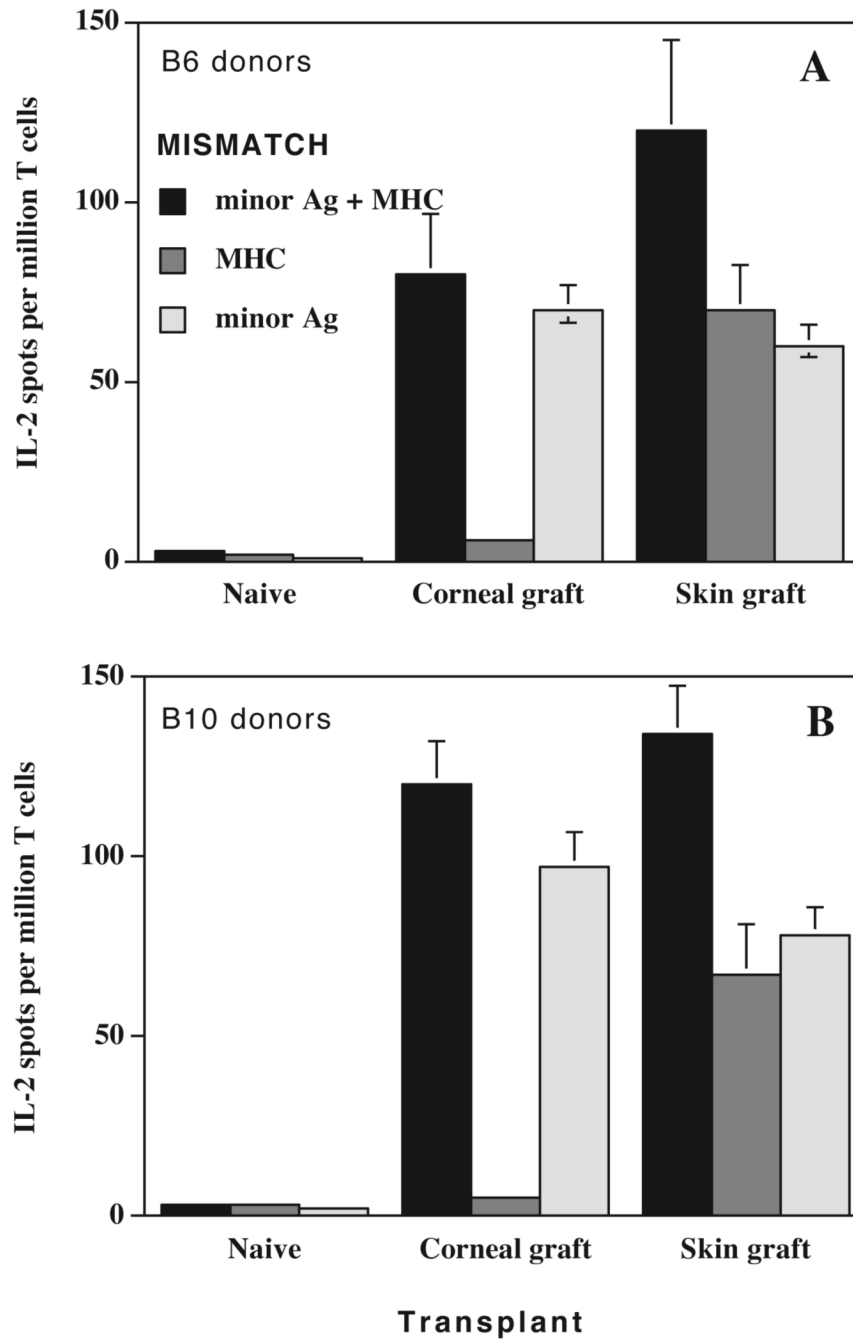 150
B6 donors
A
MISMATCH
minor Ag + MHC
100
MHC
minor Ag
50
0
IL-2 spots per million T cells
Naive Corneal graft Skin graft
150
B10 donors
B
100
50
0
IL-2 spots per million T cells
Naive Corneal graft Skin graft
Transplant